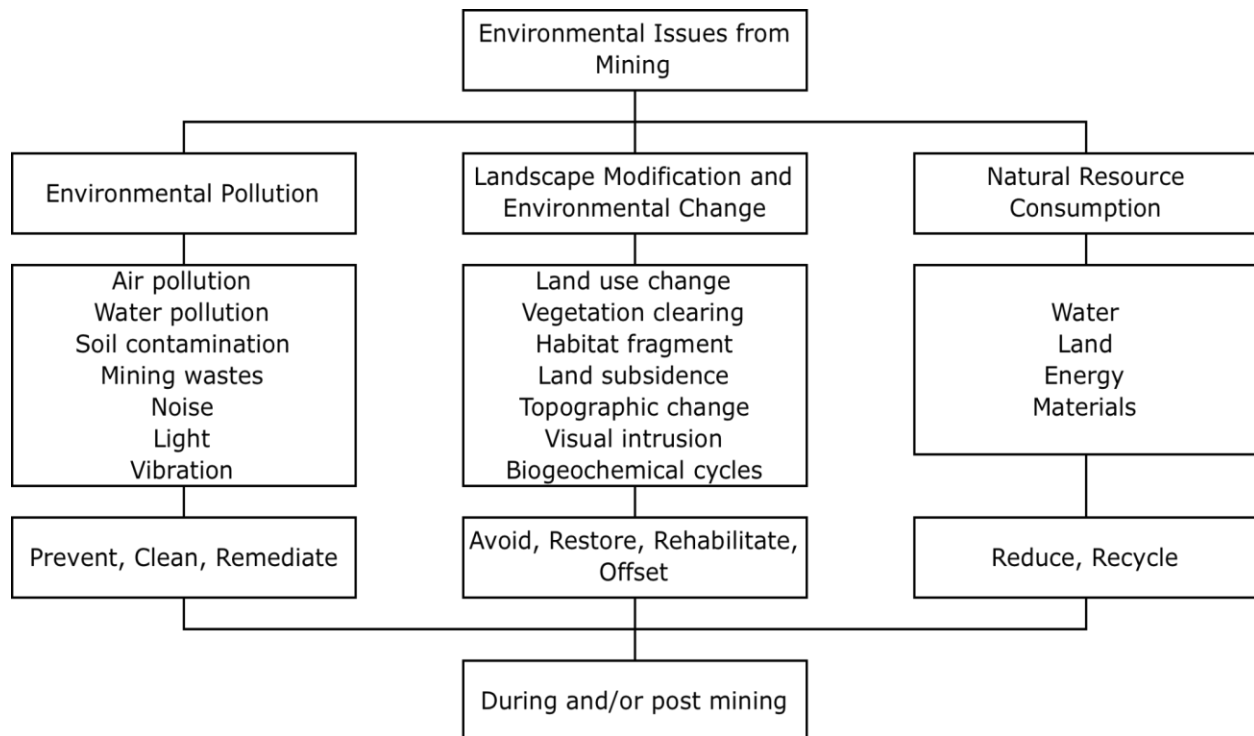 Environmental Issues from
Mining
Environmental Pollution
Landscape Modification and
Environmental Change
Natural Resource
Consumption
Air pollution
Water pollution
Soil contamination
Mining wastes
Noise
Light
Vibration
Land use change
Vegetation clearing
Habitat fragment
Land subsidence
Topographic change
Visual intrusion
Biogeochemical cycles
Water
Land
Energy
Materials
Prevent, Clean, Remediate
Avoid, Restore, Rehabilitate,
Offset
Reduce, Recycle
During and/or post mining